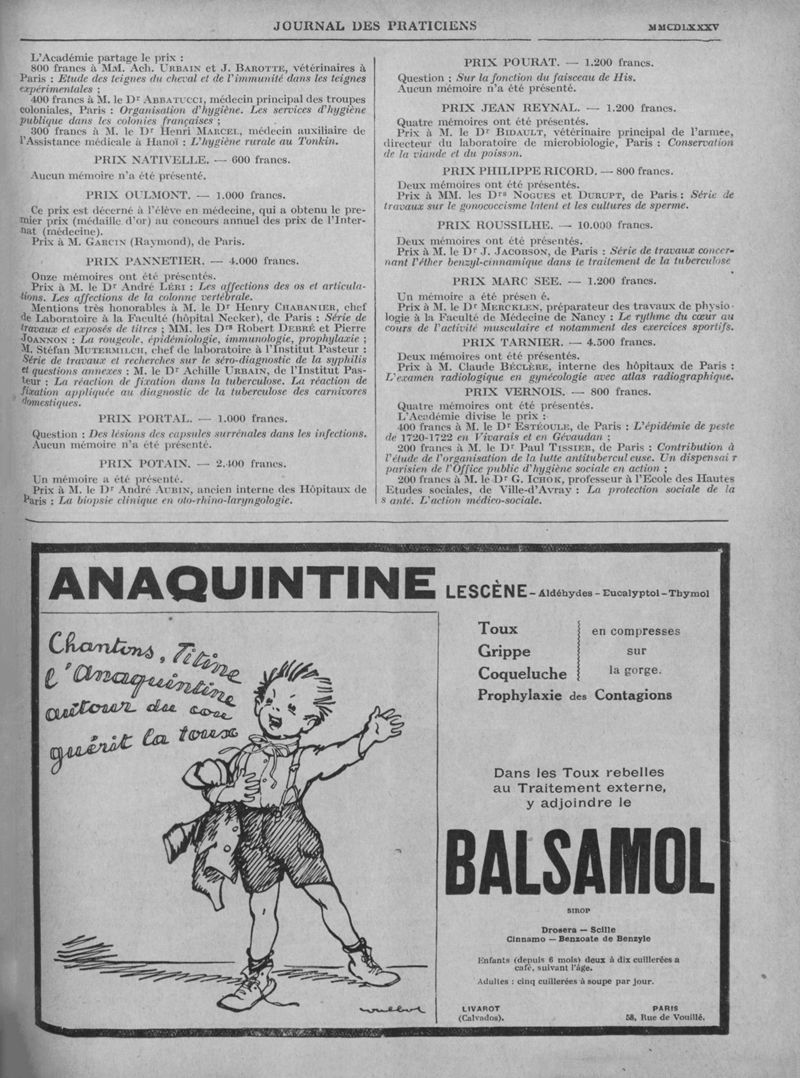 JOURNAL DES PRATICIENS
MMCDLXXXV
L'Académie partage le prix :
800 francs à MM. Ach. URBAIN et J. BAROTTE, vétérinaires à
Paris : Etude des teignes du cheval et de l'immunité dans les teignes
expérimentales ;
400 francs à M. le Dr ABBATUCCI, médecin principal des troupes
coloniales, Paris : Organisation d'hygiène. Les services d'hygiène
publique dans les colonies françaises ;
300 francs à M. le Dr Henri MARCEL, médecin auxiliaire de
l'Assistance médicale à Hanoï : L'hygiène rurale au Tonkin.
PRIX NATIVELLE. — 600 francs.
Aucun mémoire n'a été présenté.
PRIX OULMONT. — 1.000 francs.
Ce prix est décerné à l'élève en médecine, qui a obtenu le pre-
mier prix (médaille d'or) au concours annuel des prix de l'Inter-
nat (médecine).
Prix à M. GARCIN (Raymond), de Paris.
PRIX PANNETIER. — 4.000 francs.
Onze mémoires ont été présentés.
Prix à M. le Dr André LÉRI : Les affections des os et articula-
tions. Les affections de la colonne vertébrale.
Mentions très honorables à M. le Dr Henry CHABANIER, chef
de Laboratoire à la Faculté (hôpital Necker), de Paris : Série de
travaux et exposés de titres ; MM. les Drs Robert DEBRÉ et Pierre
JOANNON : La rougeole, épidémiologie, immunologie, prophylaxie ;
M. Stéfan MUTERMILCH, chef de laboratoire à l'Institut Pasteur :
Série de travaux et recherches sur le séro-diagnostic de la syphilis
et questions annexes ; M. le Dr Achille URBAIN, de l'Institut Pas-
teur : La réaction de fixation dans la tuberculose. La réaction de
fixation appliquée au diagnostic de la tuberculose des carnivores
domestiques.
PRIX PORTAL. — 1.000 francs.
Question : Des lésions des capsules surrénales dans les infections.
Aucun mémoire n'a été présenté.
PRIX POTAIN. — 2.400 francs.
Un mémoire a été présenté.
Prix à M. le Dr André AUBIN, ancien interne des Hôpitaux de
Paris : La biopsie clinique en oto-rhino-laryngologie.
PRIX POURAT. — 1.200 francs.
Question : Sur la fonction du faisceau de His.
Aucun mémoire n'a été présenté.
PRIX JEAN REYNAL. — 1.200 francs.
Quatre mémoires ont été présentés.
Prix à M. le Dr BIDAULT, vétérinaire principal de l'armée,
directeur du laboratoire de microbiologie, Paris : Conservation
de la viande et du poisson.
PRIX PHILIPPE RICORD. — 800 francs.
Deux mémoires ont été présentés.
Prix à MM. les Drs NOGUES et DURUPT, de Paris : Série de
travaux sur le gonococcisme latent et les cultures de sperme.
PRIX ROUSSILHE. — 10.000 francs.
Deux mémoires ont été présentés.
Prix à M. le Dr J. JACOBSON, de Paris : Série de travaux concer-
nant l'éther benzyl-cinnamique dans le traitement de la tuberculose
PRIX MARC SEE. — 1.200 francs.
Un mémoire a été présen é.
Prix à M. le Dr MERCKLEN, préparateur des travaux de physio-
logie à la Faculté de Médecine de Nancy : Le rythme du cœur au
cours de l'activité musculaire et notamment des exercices sportifs.
PRIX TARNIER. — 4.500 francs.
Deux mémoires ont été présentés.
Prix à M. Claude BÉCLÈRE, interne des hôpitaux de Paris :
L'examen radiologique en gynécologie avec atlas radiographique.
PRIX VERNOIS. — 800 francs.
Quatre mémoires ont été présentés.
L'Académie divise le prix :
400 francs à M. le Dr ESTÉOULE, de Paris : L'épidémie de peste
de 1720-1722 en Vivarais et en Gévaudan ;
200 francs à M. le Dr Paul TISSIER, de Paris : Contribution à
l'étude de l'organisation de la lutte antitubercul euse. Un dispensai r
parisien de l'Office public d'hygiène sociale en action ;
200 francs à M. le Dr G. ICHOK, professeur à l'Ecole des Hautes
Etudes sociales, de Ville-d'Avray : La protection sociale de la
s anté. L'action médico-sociale.
ANAQUINTINE LESCÈNE - Aldéhydes - Eucalyptol - Thymol
Chantons, Titine
l'Anaquintine
autour du cou
guérit la toux
Toux
Grippe
Coqueluche
en compresses
sur
la gorge.
Prophylaxie des Contagions
Dans les Toux rebelles
au Traitement externe,
y adjoindre le
BALSAMOL
SIROP
Drosera — Scille
Cinnamo — Benzoate de Benzyle
Enfants (depuis 6 mois) deux à dix cuillerées à
café, suivant l'âge.
Adultes : cinq cuillerées à soupe par jour.
LIVAROT
(Calvados).
PARIS
58, Rue de Vouillé.